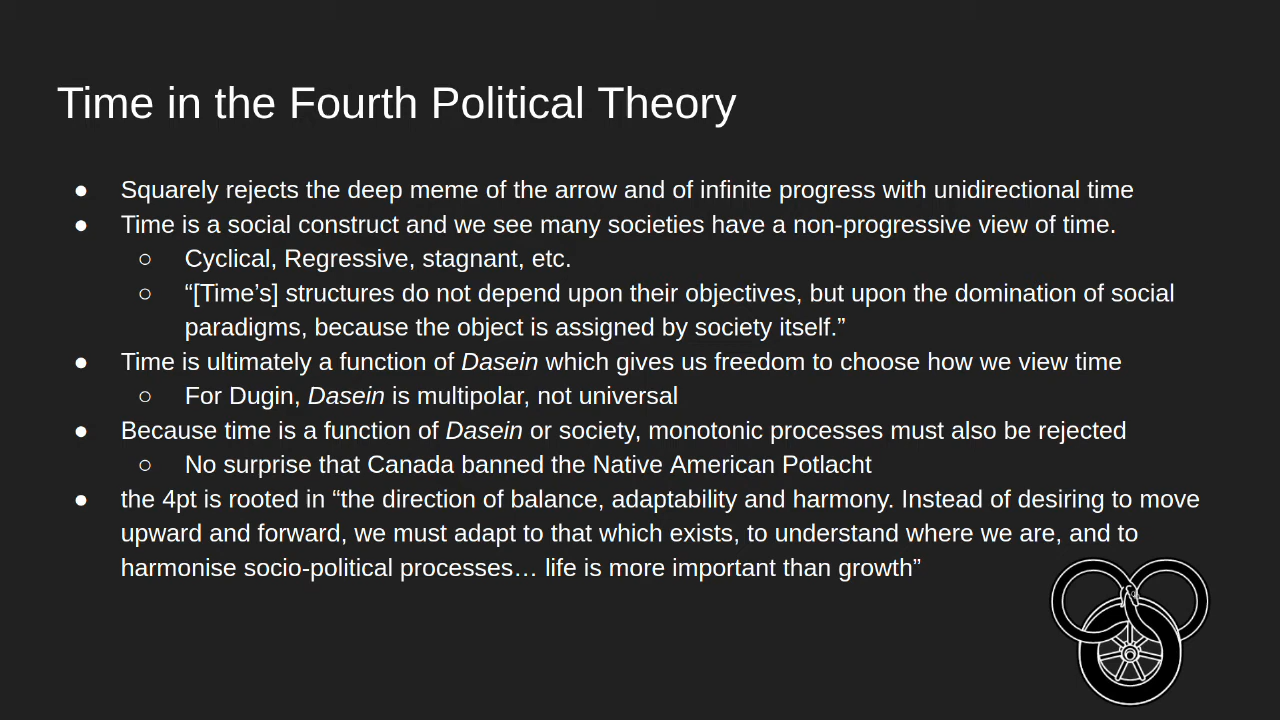 Time in the Fourth Political Theory
● Squarely rejects the deep meme of the arrow and of infinite progress with unidirectional time
● Time is a social construct and we see many societies have a non-progressive view of time.
○ Cyclical, Regressive, stagnant, etc.
○ “[Time’s] structures do not depend upon their objectives, but upon the domination of social
paradigms, because the object is assigned by society itself.”
● Time is ultimately a function of Dasein which gives us freedom to choose how we view time
○ For Dugin, Dasein is multipolar, not universal
● Because time is a function of Dasein or society, monotonic processes must also be rejected
○ No surprise that Canada banned the Native American Potlacht
● the 4pt is rooted in “the direction of balance, adaptability and harmony. Instead of desiring to move
upward and forward, we must adapt to that which exists, to understand where we are, and to
harmonise socio-political processes… life is more important than growth”